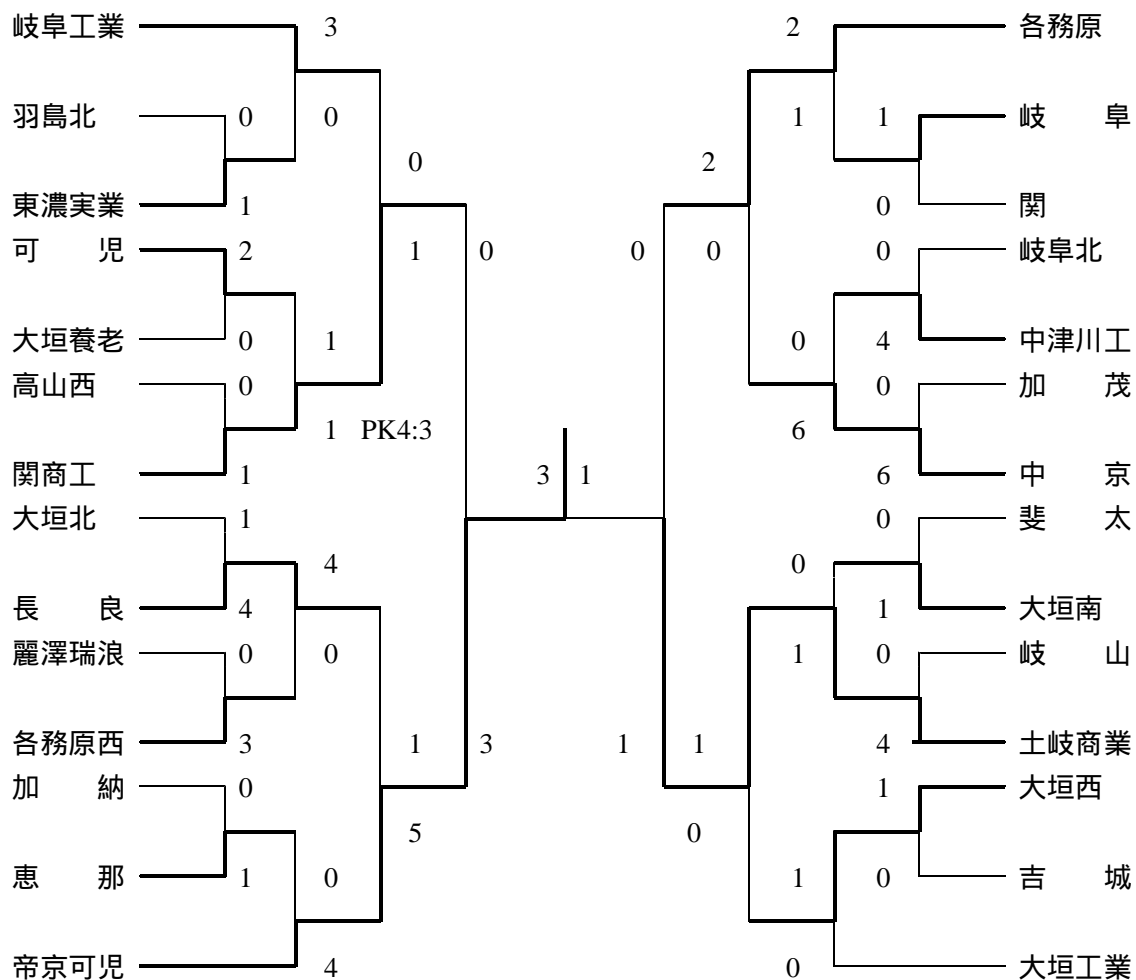 岐阜工業 3 2 各務原
羽島北 0 0 1 1 岐 阜
0 2
東濃実業 1 0 関
可 児 2 1 0 0 0 0 岐阜北
大垣養老 0 1 0 4 中津川工
高山西 0 0 加 茂
1 PK4:3 6
関商工 1 3 1 6 中 京
大垣北 1 0 斐 太
4 0
長 良 4 1 大垣南
麗澤瑞浪 0 0 1 0 岐 山
各務原西 3 1 3 1 1 4 土岐商業
加 納 0 1 大垣西
5 0
恵 那 1 0 1 0 吉 城
帝京可児 4 0 大垣工業